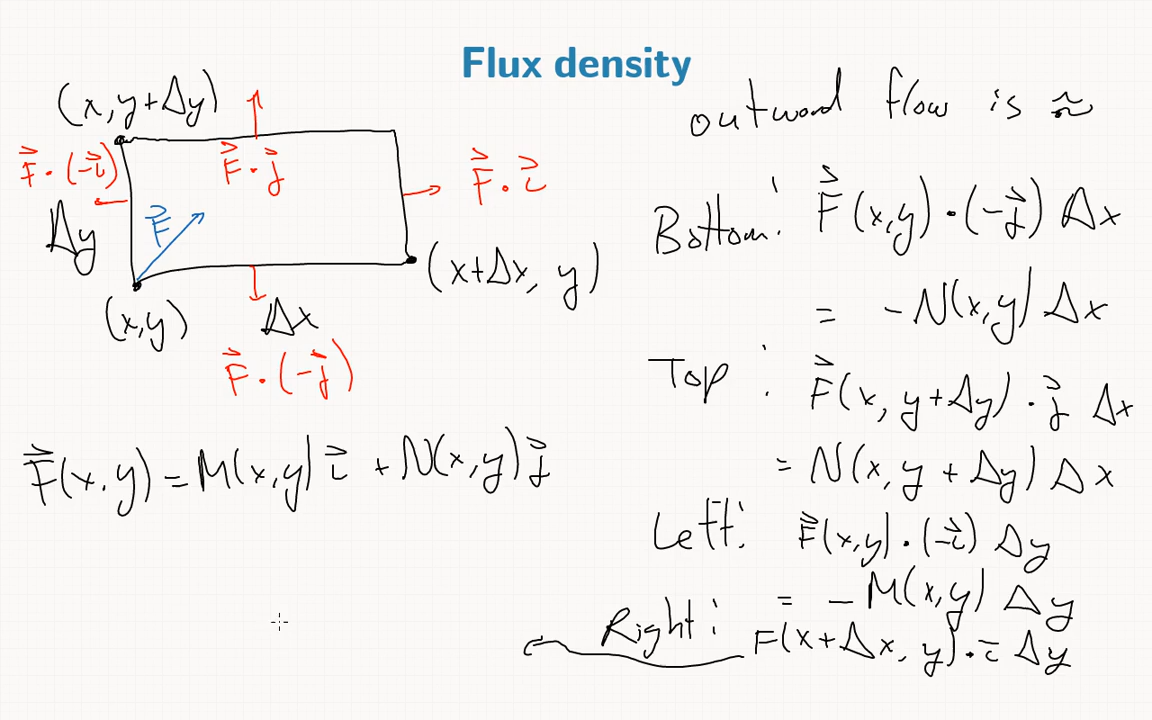 Flux density
(x, y+Δy)
F⃗ · (-i⃗)
F⃗ · j⃗
F⃗ · i⃗
Δy
F⃗
(x+Δx, y)
(x,y)
Δx
F⃗ · (-j⃗)
F⃗(x,y) = M(x,y) i⃗ + N(x,y) j⃗
outward flow is ≈
Bottom: F⃗(x,y) · (-j⃗) Δx
= -N(x,y) Δx
Top: F⃗(x, y+Δy) · j⃗ Δx
= N(x, y + Δy) Δx
Left: F⃗(x,y) · (-i⃗) Δy
= - M(x,y) Δy
Right: F(x+Δx, y) · i⃗ Δy